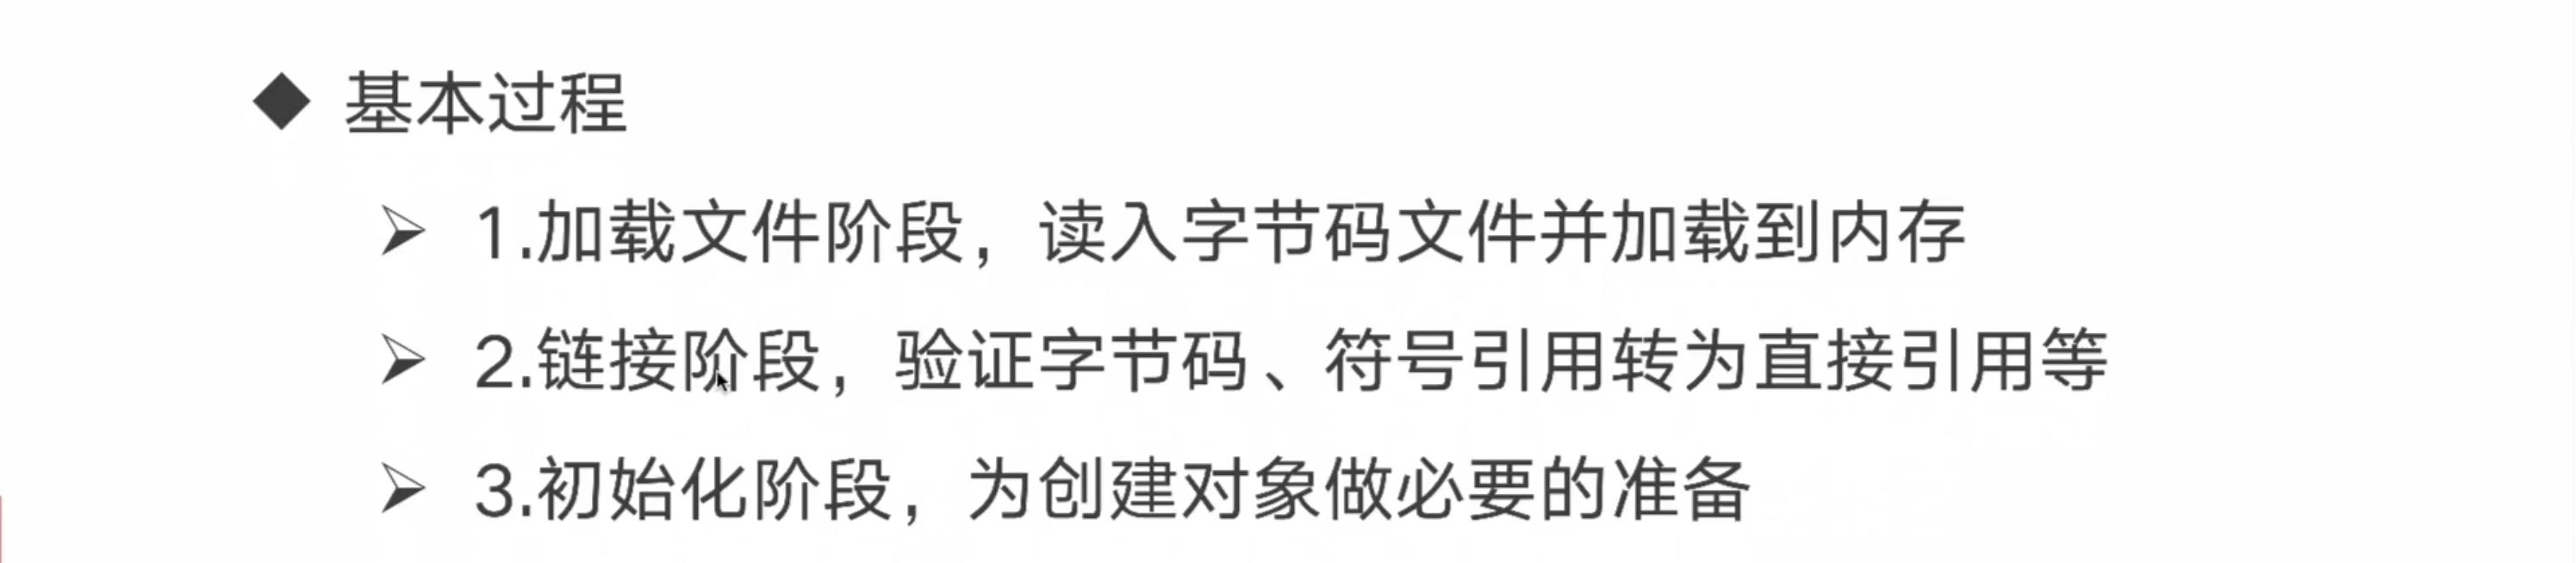 基本过程
1.加载文件阶段，读入字节码文件并加载到内存
2.链接阶段，验证字节码、符号引用转为直接引用等
3.初始化阶段，为创建对象做必要的准备